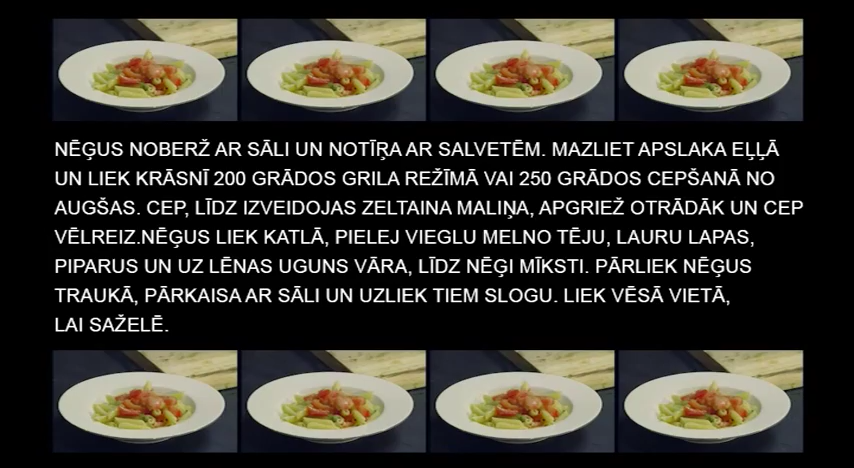 NĒĢUS NOBERŽ AR SĀLI UN NOTĪŖA AR SALVETĒM. MAZLIET APSLAKA EĻĻĀ
UN LIEK KRĀSNĪ 200 GRĀDOS GRILA REŽĪMĀ VAI 250 GRĀDOS CEPŠANĀ NO
AUGŠAS. CEP, LĪDZ IZVEIDOJAS ZELTAINA MALIŅA, APGRIEŽ OTRĀDĀK UN CEP
VĒLREIZ.NĒĢUS LIEK KATLĀ, PIELEJ VIEGLU MELNO TĒJU, LAURU LAPAS,
PIPARUS UN UZ LĒNAS UGUNS VĀRA, LĪDZ NĒĢI MĪKSTI. PĀRLIEK NĒĢUS
TRAUKĀ, PĀRKAISA AR SĀLI UN UZLIEK TIEM SLOGU. LIEK VĒSĀ VIETĀ,
LAI SAŽELĒ.